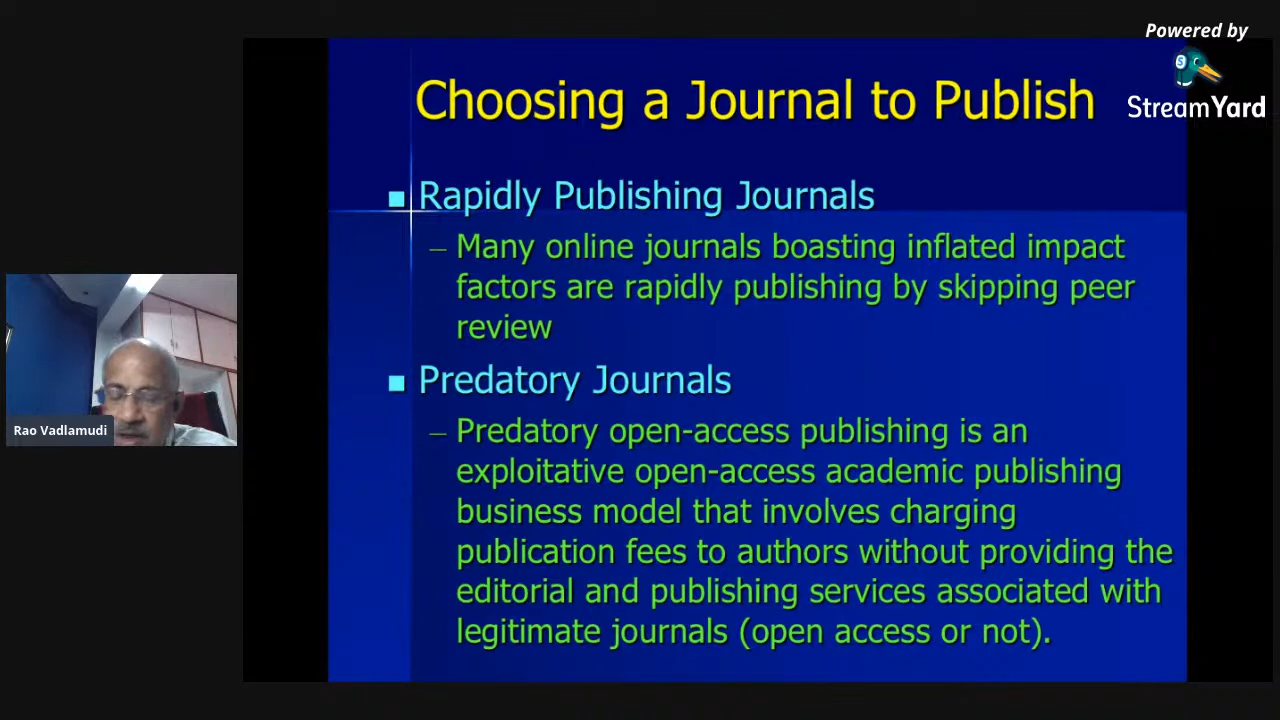 Powered by
StreamYard
Choosing a Journal to Publish
Rapidly Publishing Journals
– Many online journals boasting inflated impact
factors are rapidly publishing by skipping peer
review
Predatory Journals
– Predatory open-access publishing is an
exploitative open-access academic publishing
business model that involves charging
publication fees to authors without providing the
editorial and publishing services associated with
legitimate journals (open access or not).
Rao Vadlamudi